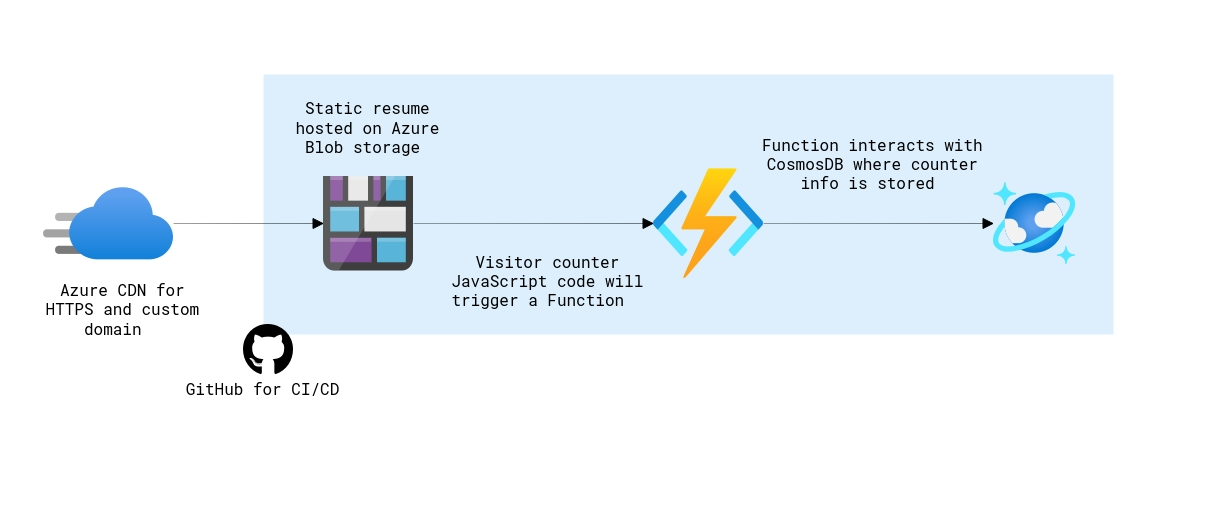 Static resume
hosted on Azure
Blob storage
Function interacts with
CosmosDB where counter
info is stored
Visitor counter
JavaScript code will
trigger a Function
Azure CDN for
HTTPS and custom
domain
GitHub for CI/CD